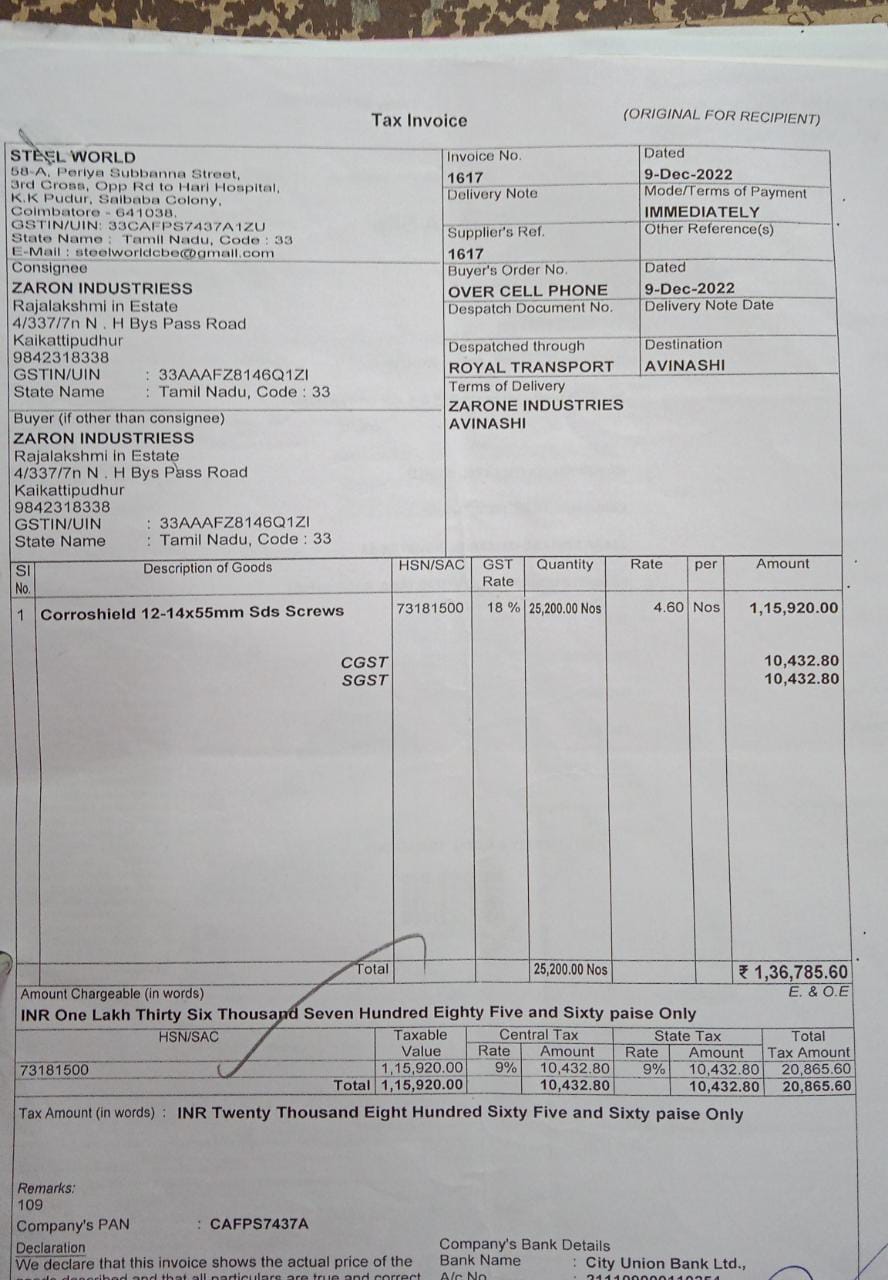 Tax Invoice
(ORIGINAL FOR RECIPIENT)
STEEL WORLD
58-A, Periya Subbanna Street,
3rd Cross, Opp Rd to Hari Hospital,
K.K Pudur, Saibaba Colony,
Coimbatore - 641038.
GSTIN/UIN: 33CAFPS7437A1ZU
State Name : Tamil Nadu, Code : 33
E-Mail : steelworldcbe@gmail.com
Invoice No.
1617
Dated
9-Dec-2022
Delivery Note
Mode/Terms of Payment
IMMEDIATELY
Supplier's Ref.
1617
Other Reference(s)
Consignee
ZARON INDUSTRIESS
Rajalakshmi in Estate
4/337/7n N . H Bys Pass Road
Kaikattipudhur
9842318338
GSTIN/UIN : 33AAAFZ8146Q1ZI
State Name : Tamil Nadu, Code : 33
Buyer's Order No.
OVER CELL PHONE
Dated
9-Dec-2022
Despatch Document No.
Delivery Note Date
Despatched through
ROYAL TRANSPORT
Destination
AVINASHI
Terms of Delivery
ZARONE INDUSTRIES
AVINASHI
Buyer (if other than consignee)
ZARON INDUSTRIESS
Rajalakshmi in Estate
4/337/7n N . H Bys Pass Road
Kaikattipudhur
9842318338
GSTIN/UIN : 33AAAFZ8146Q1ZI
State Name : Tamil Nadu, Code : 33
Sl No. Description of Goods HSN/SAC GST Rate Quantity Rate per Amount
1 Corroshield 12-14x55mm Sds Screws 73181500 18 % 25,200.00 Nos 4.60 Nos 1,15,920.00
CGST 10,432.80
SGST 10,432.80
Total 25,200.00 Nos ₹ 1,36,785.60
Amount Chargeable (in words) E. & O.E
INR One Lakh Thirty Six Thousand Seven Hundred Eighty Five and Sixty paise Only
HSN/SAC Taxable Value Central Tax Rate Amount State Tax Rate Amount Total Tax Amount
73181500 1,15,920.00 9% 10,432.80 9% 10,432.80 20,865.60
Total 1,15,920.00 10,432.80 10,432.80 20,865.60
Tax Amount (in words) : INR Twenty Thousand Eight Hundred Sixty Five and Sixty paise Only
Remarks:
109
Company's PAN : CAFPS7437A
Declaration
We declare that this invoice shows the actual price of the
goods described and that all particulars are true and correct
Company's Bank Details
Bank Name : City Union Bank Ltd.,
A/c No.